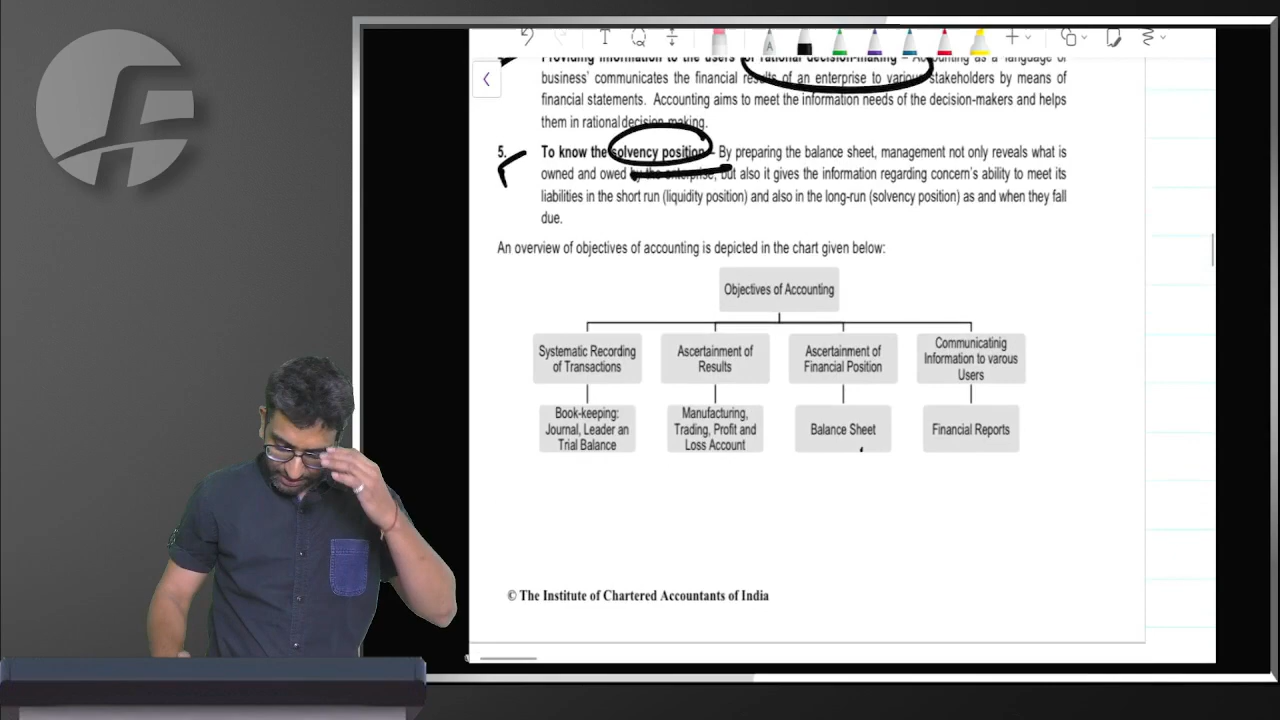 Providing information to the users of rational decision-making – Accounting as a 'language of
business' communicates the financial results of an enterprise to various stakeholders by means of
financial statements. Accounting aims to meet the information needs of the decision-makers and helps
them in rational decision-making.
5. To know the solvency position – By preparing the balance sheet, management not only reveals what is
owned and owed by the enterprise, but also it gives the information regarding concern's ability to meet its
liabilities in the short run (liquidity position) and also in the long-run (solvency position) as and when they fall
due.
An overview of objectives of accounting is depicted in the chart given below:
Objectives of Accounting
Systematic Recording
of Transactions
Ascertainment of
Results
Ascertainment of
Financial Position
Communicatinig
Information to varous
Users
Book-keeping:
Journal, Leader an
Trial Balance
Manufacturing,
Trading, Profit and
Loss Account
Balance Sheet
Financial Reports
© The Institute of Chartered Accountants of India